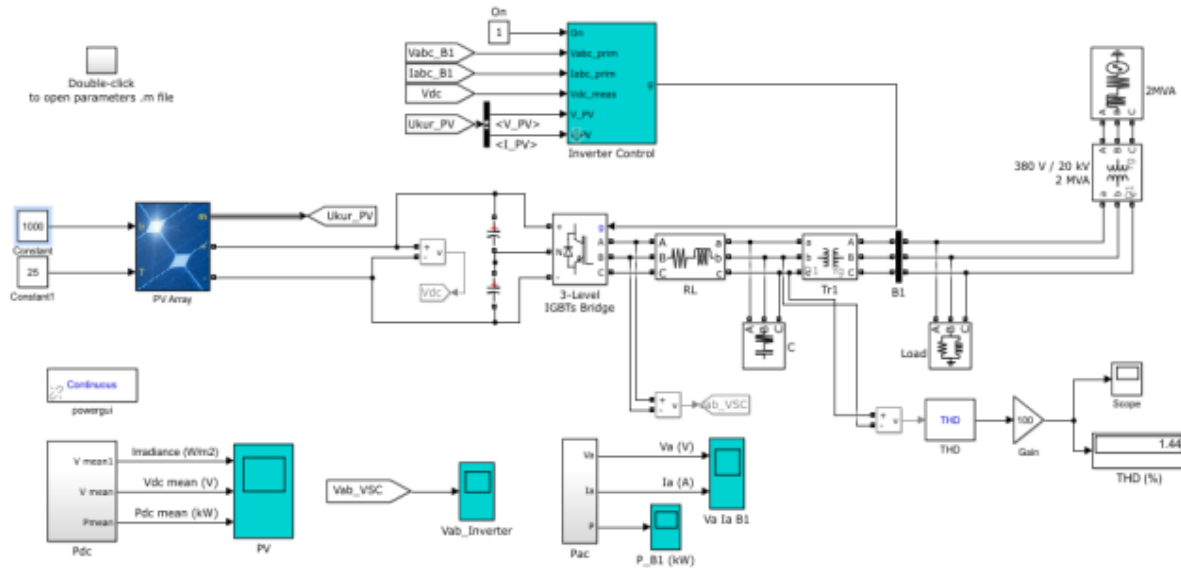 On
1
On
Vabc_B1
Vabc_prim
Iabc_B1
Iabc_prim
Vdc
Vdc_meas
g
V_PV
Ukur_PV
<V_PV>
<I_PV>
Inverter Control
Double-click
to open parameters .m file
2MVA
A B C
A B C
380 V / 20 kV
2 MVA
a b c
1000
Constant
m
Ukur_PV
25
Constant1
T
PV Array
+
-
v
Vdc
+
N
-
g
A
B
C
3-Level
IGBTs Bridge
A
B
C
a
b
c
RL
a
b
c
A
B
C
Tr1
B1
A B C
C
A B C
Load
Continuous
powergui
+
-
v
+
-
v
THD
THD
100
Gain
Scope
1.44
THD (%)
V mean1
Irradiance (W/m2)
V mean
Vdc mean (V)
Pmean
Pdc mean (kW)
Pdc
PV
Vab_VSC
Vab_Inverter
Va
Va (V)
Ia
Ia (A)
P
Pac
P_B1 (kW)
Va Ia B1